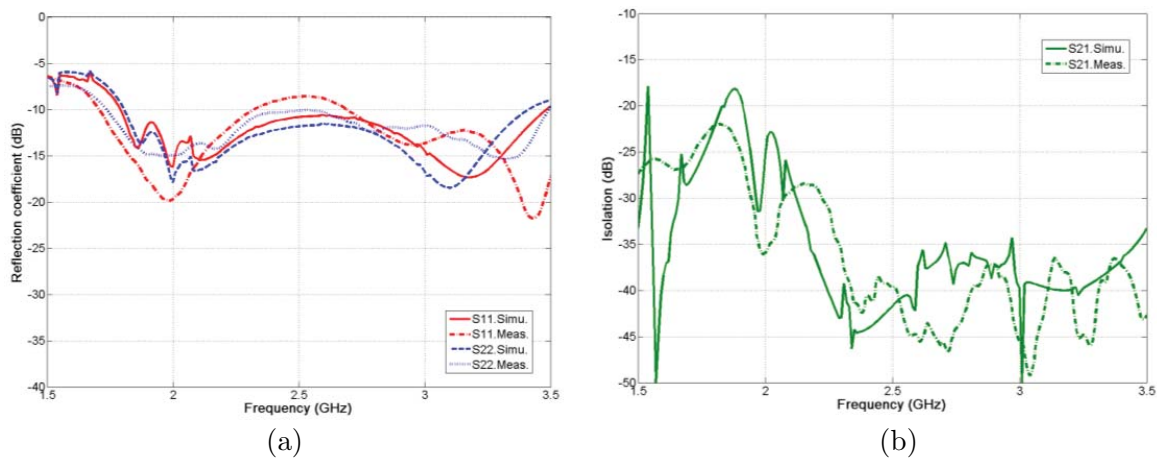 0
-5
-10
-15
-20
-25
-30
-35
-40
Reflection coefficient (dB)
S11.Simu.
S11.Meas.
S22.Simu.
S22.Meas.
1.5
2
2.5
3
3.5
Frequency (GHz)
(a)
-10
-15
-20
-25
-30
-35
-40
-45
-50
Isolation (dB)
S21.Simu.
S21.Meas.
1.5
2
2.5
3
3.5
Frequency (GHz)
(b)